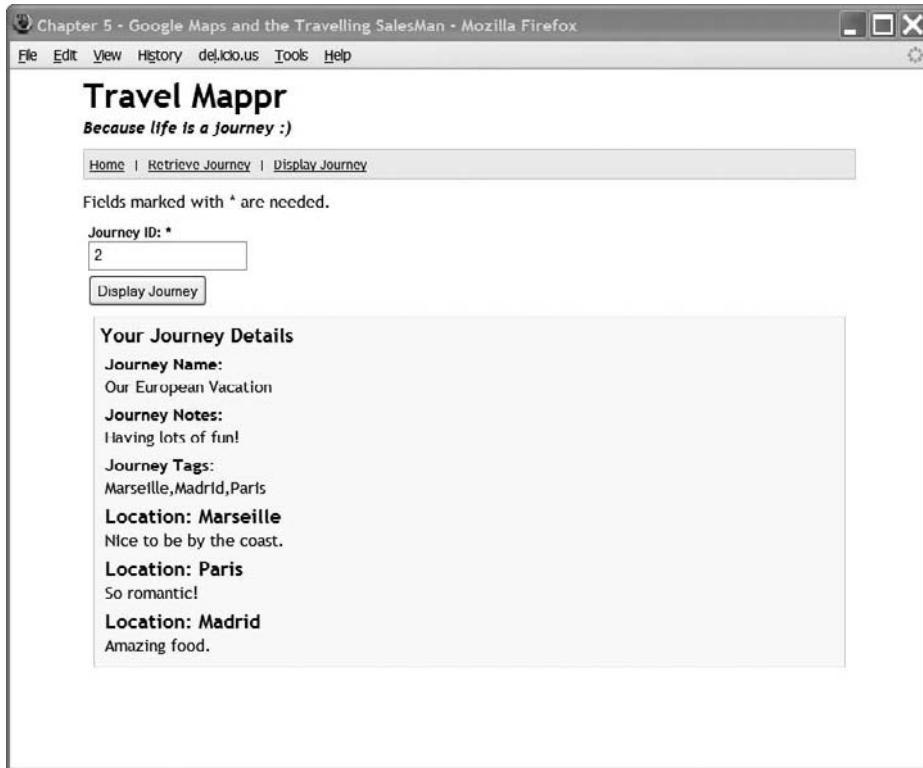 Chapter 5 - Google Maps and the Travelling SalesMan - Mozilla Firefox
File Edit View History del.icio.us Tools Help
Travel Mappr
Because life is a journey :)
Home | Retrieve Journey | Display Journey
Fields marked with * are needed.
Journey ID: *
2
Display Journey
Your Journey Details
Journey Name:
Our European Vacation
Journey Notes:
Having lots of fun!
Journey Tags:
Marseille,Madrid,Paris
Location: Marseille
Nice to be by the coast.
Location: Paris
So romantic!
Location: Madrid
Amazing food.